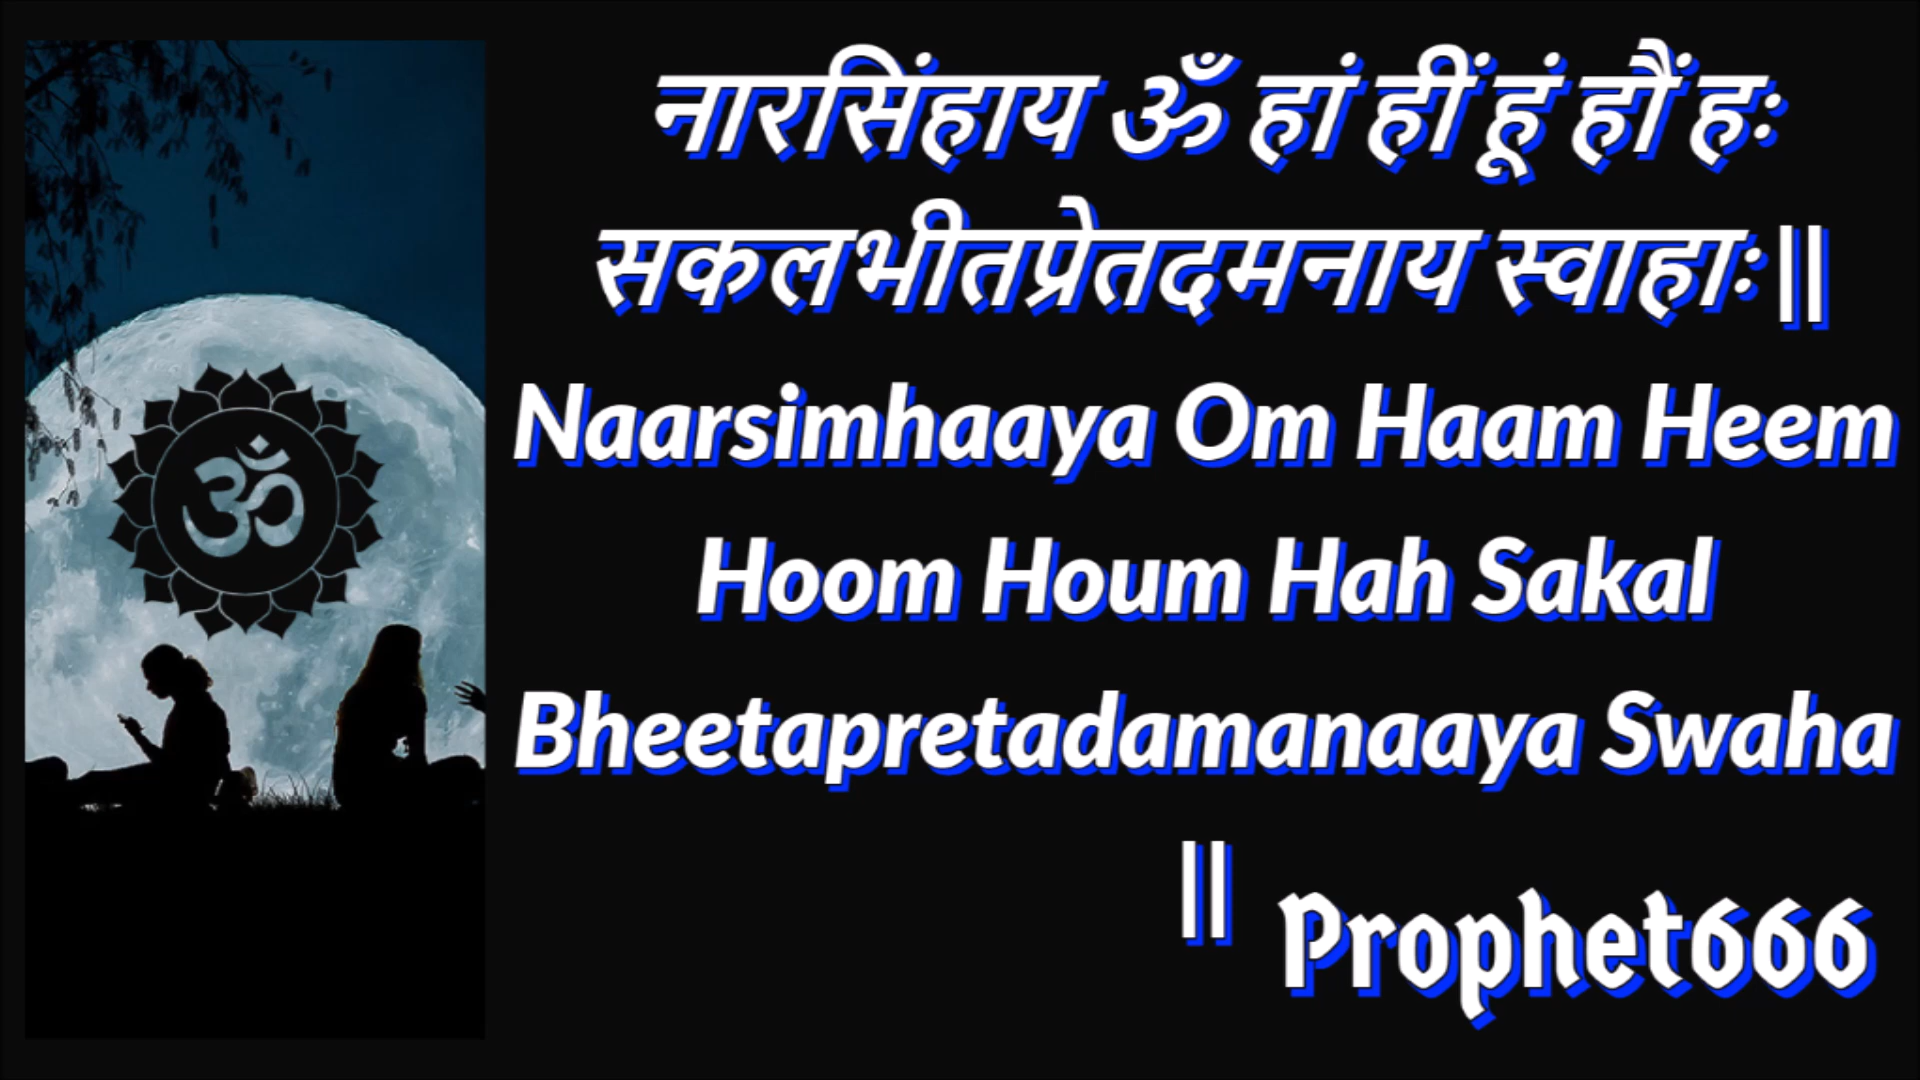 नारसिंहाय ॐ हां हीं हूं हौं हः
सकलभीतप्रेतदमनाय स्वाहाः||
Naarsimhaaya Om Haam Heem
Hoom Houm Hah Sakal
Bheetapretadamanaaya Swaha
||
Prophet666
ॐ